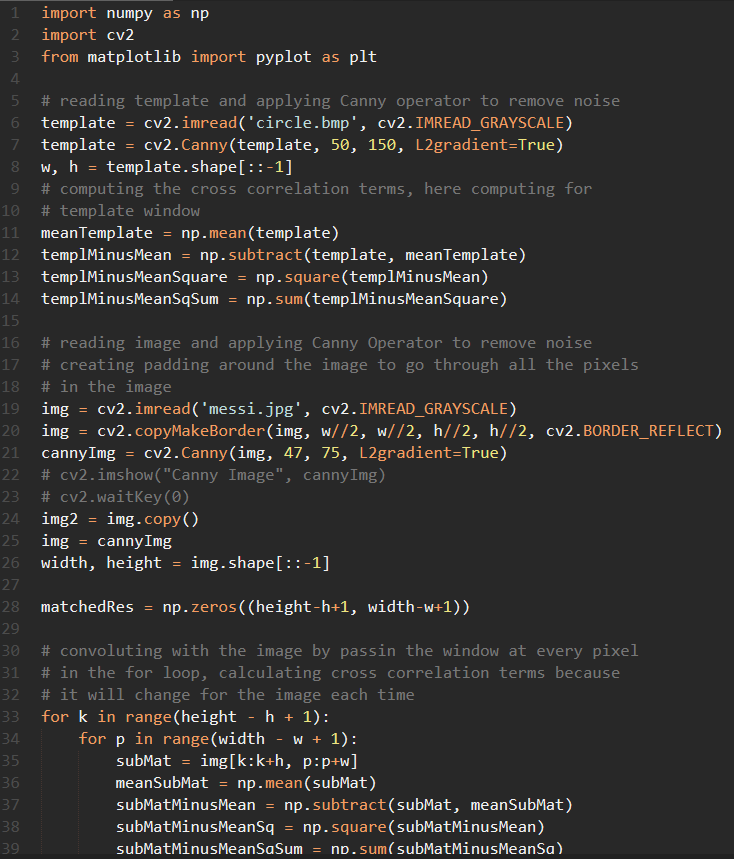 1 import numpy as np
2 import cv2
3 from matplotlib import pyplot as plt
4
5 # reading template and applying Canny operator to remove noise
6 template = cv2.imread('circle.bmp', cv2.IMREAD_GRAYSCALE)
7 template = cv2.Canny(template, 50, 150, L2gradient=True)
8 w, h = template.shape[::-1]
9 # computing the cross correlation terms, here computing for
10 # template window
11 meanTemplate = np.mean(template)
12 templMinusMean = np.subtract(template, meanTemplate)
13 templMinusMeanSquare = np.square(templMinusMean)
14 templMinusMeanSqSum = np.sum(templMinusMeanSquare)
15
16 # reading image and applying Canny Operator to remove noise
17 # creating padding around the image to go through all the pixels
18 # in the image
19 img = cv2.imread('messi.jpg', cv2.IMREAD_GRAYSCALE)
20 img = cv2.copyMakeBorder(img, w//2, w//2, h//2, h//2, cv2.BORDER_REFLECT)
21 cannyImg = cv2.Canny(img, 47, 75, L2gradient=True)
22 # cv2.imshow("Canny Image", cannyImg)
23 # cv2.waitKey(0)
24 img2 = img.copy()
25 img = cannyImg
26 width, height = img.shape[::-1]
27
28 matchedRes = np.zeros((height-h+1, width-w+1))
29
30 # convoluting with the image by passin the window at every pixel
31 # in the for loop, calculating cross correlation terms because
32 # it will change for the image each time
33 for k in range(height - h + 1):
34     for p in range(width - w + 1):
35         subMat = img[k:k+h, p:p+w]
36         meanSubMat = np.mean(subMat)
37         subMatMinusMean = np.subtract(subMat, meanSubMat)
38         subMatMinusMeanSq = np.square(subMatMinusMean)
39         subMatMinusMeanSqSum = np.sum(subMatMinusMeanSq)